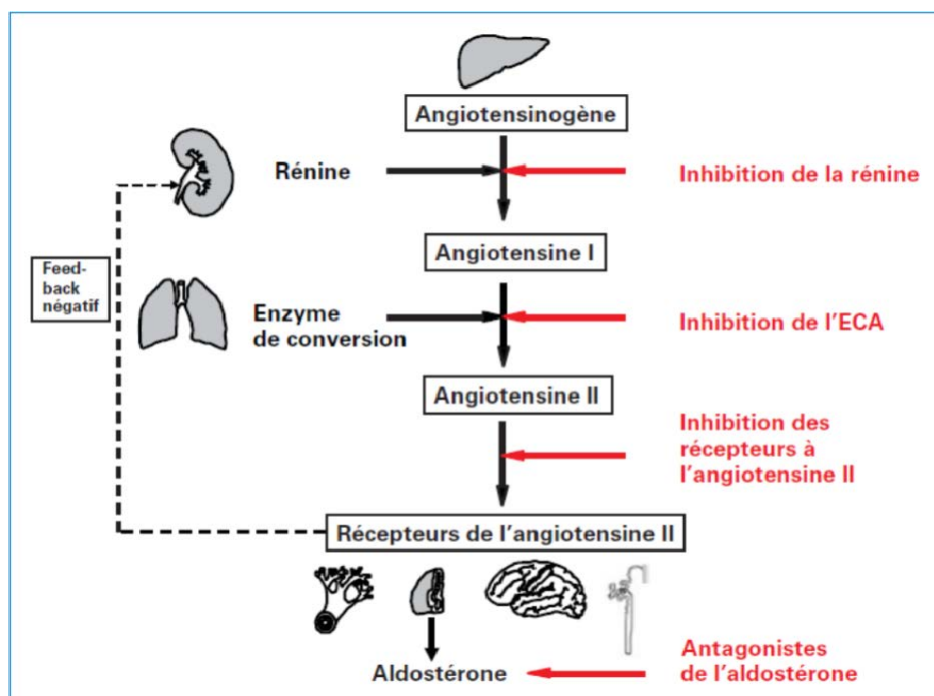 Angiotensinogène
Rénine
Inhibition de la rénine
Angiotensine I
Feed-
back
négatif
Enzyme
de conversion
Inhibition de l'ECA
Angiotensine II
Inhibition des
récepteurs à
l'angiotensine II
Récepteurs de l'angiotensine II
Aldostérone
Antagonistes
de l'aldostérone